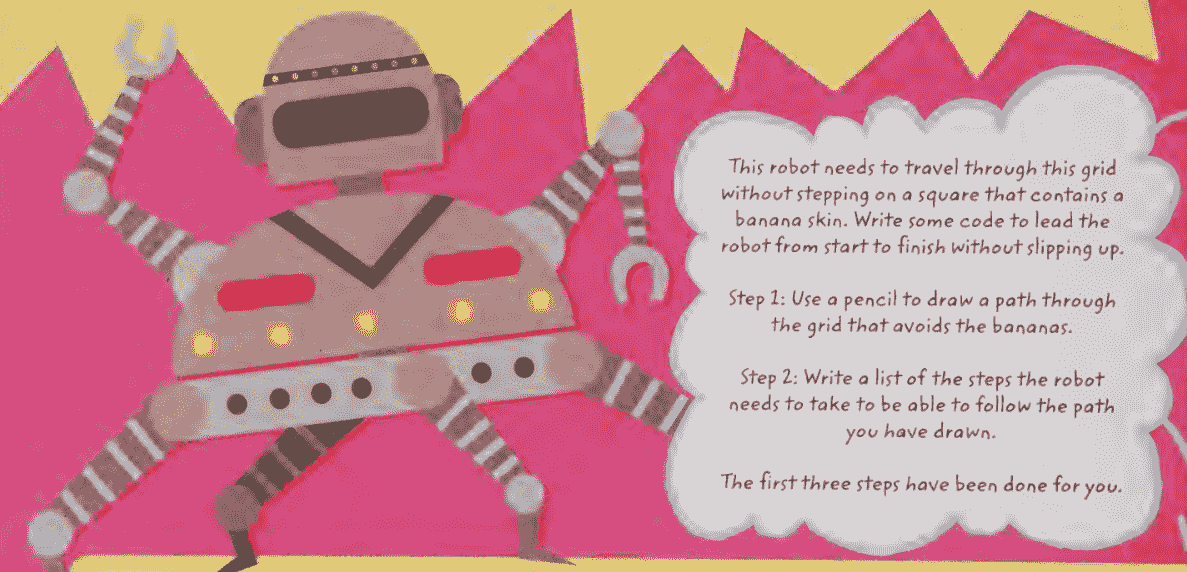 This robot needs to travel through this grid
without stepping on a square that contains a
banana skin. Write some code to lead the
robot from start to finish without slipping up.
Step 1: Use a pencil to draw a path through
the grid that avoids the bananas.
Step 2: Write a list of the steps the robot
needs to take to be able to follow the path
you have drawn.
The first three steps have been done for you.